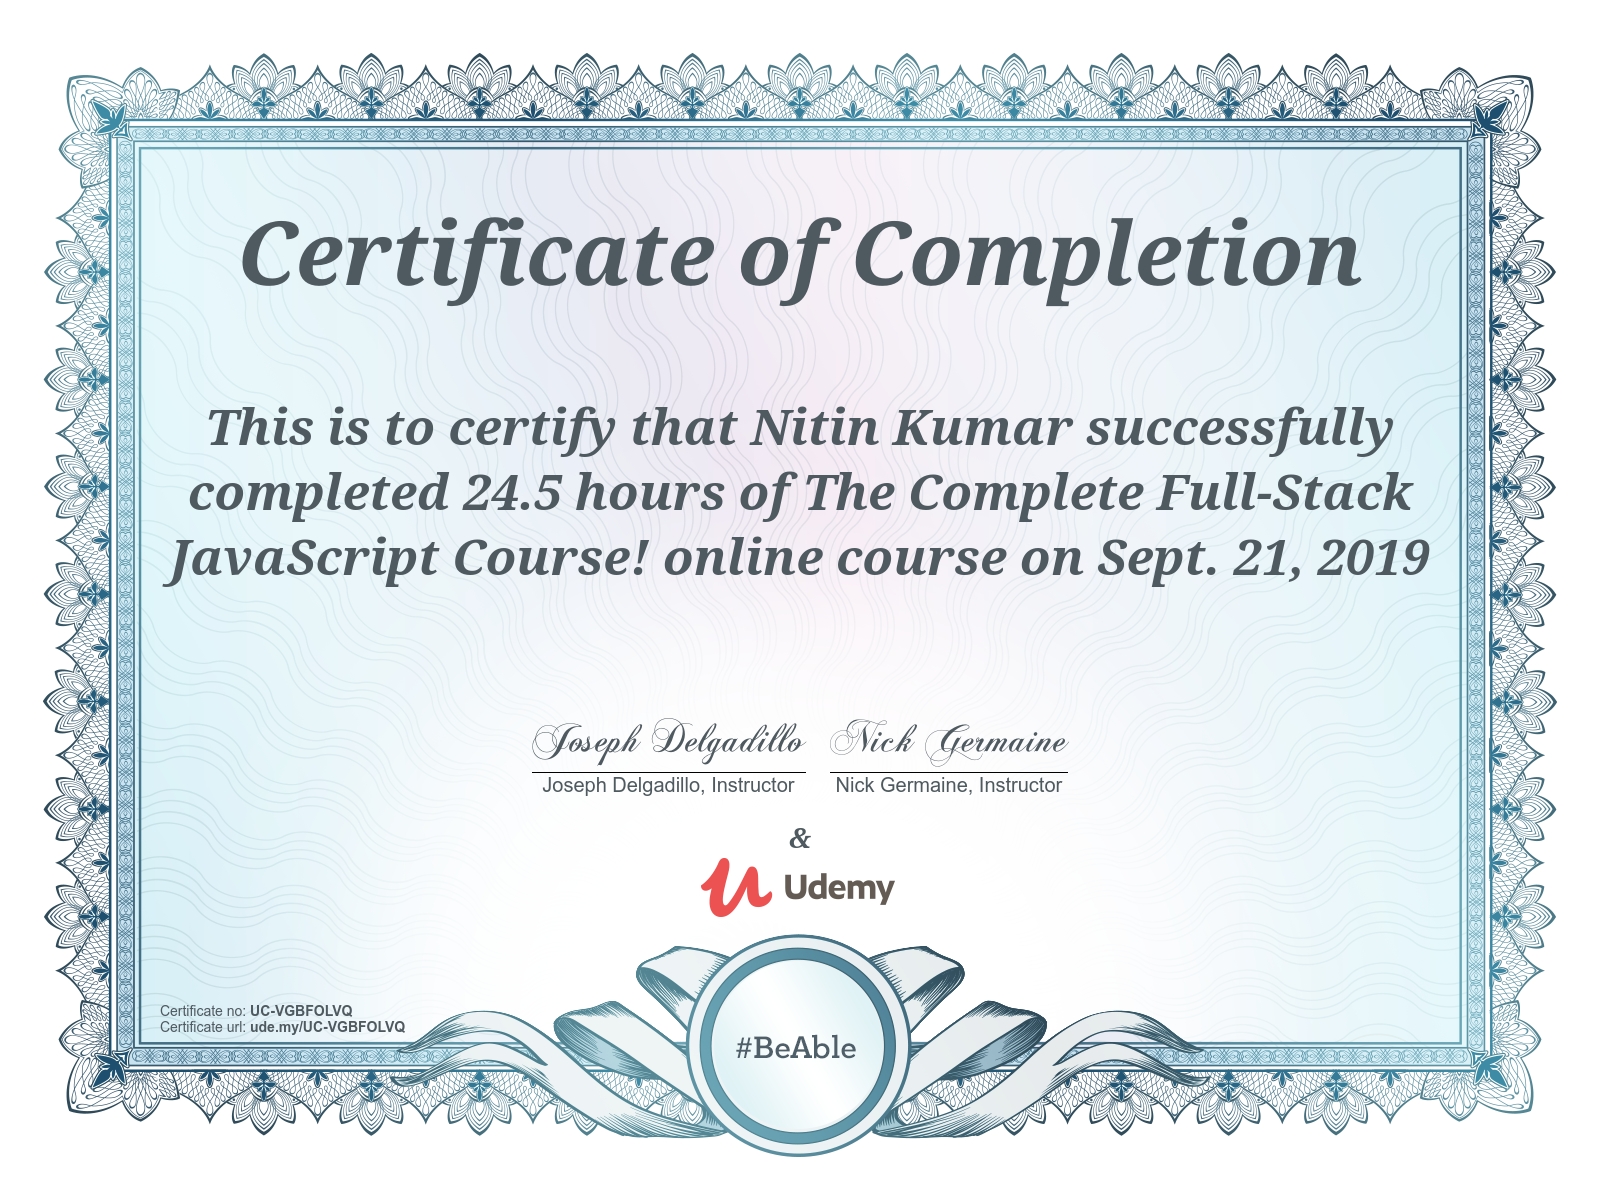 Certificate of Completion
This is to certify that Nitin Kumar successfully
completed 24.5 hours of The Complete Full-Stack
JavaScript Course! online course on Sept. 21, 2019
Joseph Delgadillo Nick Germaine
Joseph Delgadillo, Instructor Nick Germaine, Instructor
&
Udemy
Certificate no: UC-VGBFOLVQ
Certificate url: ude.my/UC-VGBFOLVQ
#BeAble